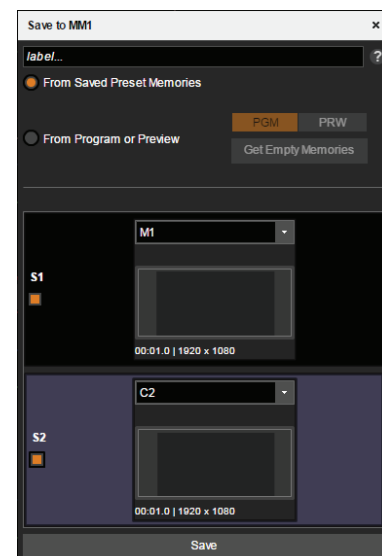 Save to MM1 ×
label... ?
From Saved Preset Memories
PGM PRW
From Program or Preview
Get Empty Memories
M1
S1
00:01.0 | 1920 x 1080
C2
S2
00:01.0 | 1920 x 1080
Save